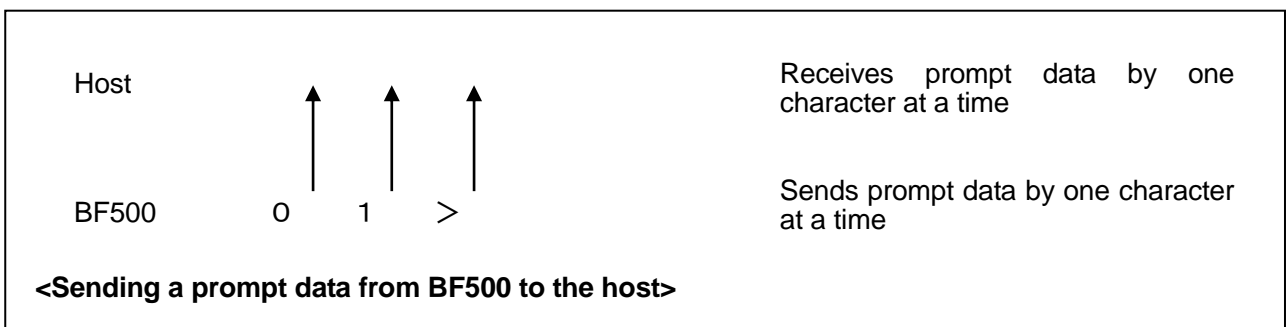 Host
Receives prompt data by one
character at a time
BF500 0 1 >
Sends prompt data by one character
at a time
<Sending a prompt data from BF500 to the host>